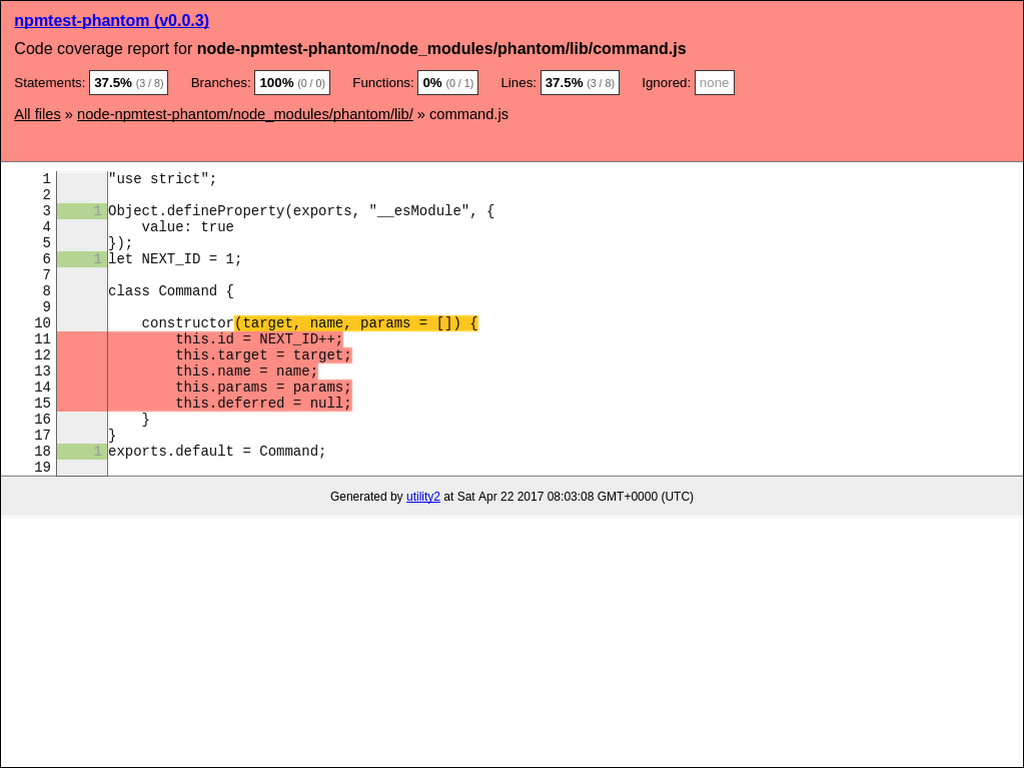 npmtest-phantom (v0.0.3)
Code coverage report for node-npmtest-phantom/node_modules/phantom/lib/command.js
Statements: 37.5% (3 / 8) Branches: 100% (0 / 0) Functions: 0% (0 / 1) Lines: 37.5% (3 / 8) Ignored: none
All files » node-npmtest-phantom/node_modules/phantom/lib/ » command.js
1 "use strict";
2
3 1 Object.defineProperty(exports, "__esModule", {
4     value: true
5 });
6 1 let NEXT_ID = 1;
7
8 class Command {
9
10     constructor(target, name, params = []) {
11         this.id = NEXT_ID++;
12         this.target = target;
13         this.name = name;
14         this.params = params;
15         this.deferred = null;
16     }
17 }
18 1 exports.default = Command;
19
Generated by utility2 at Sat Apr 22 2017 08:03:08 GMT+0000 (UTC)